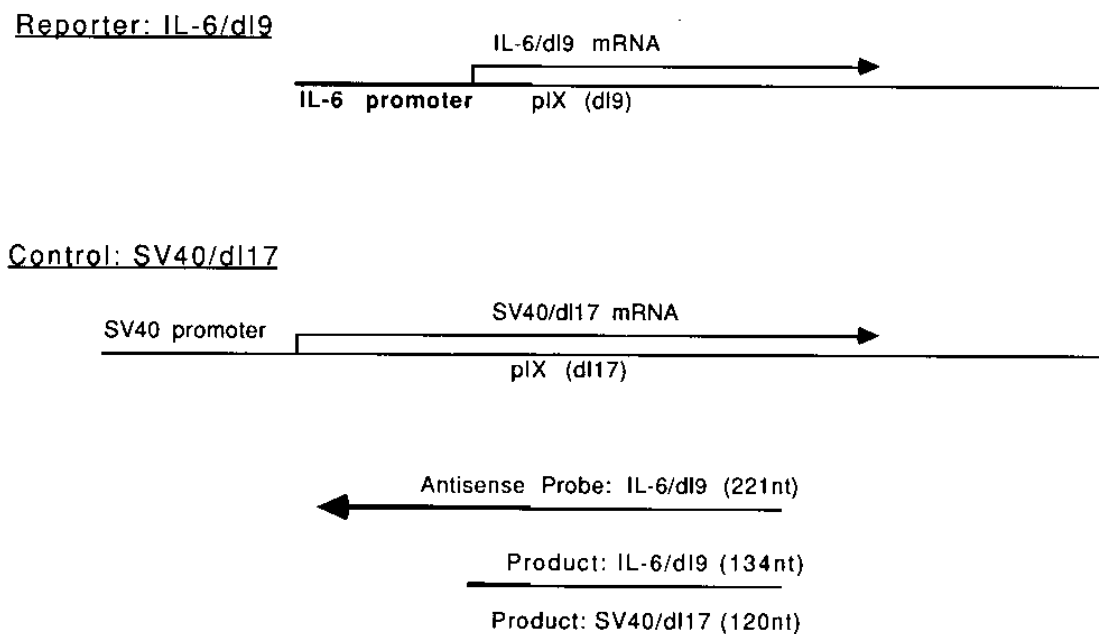 Reporter: IL-6/dl9
IL-6/dl9 mRNA
IL-6 promoter
pIX (dl9)
Control: SV40/dl17
SV40/dl17 mRNA
SV40 promoter
pIX (dl17)
Antisense Probe: IL-6/dl9 (221nt)
Product: IL-6/dl9 (134nt)
Product: SV40/dl17 (120nt)